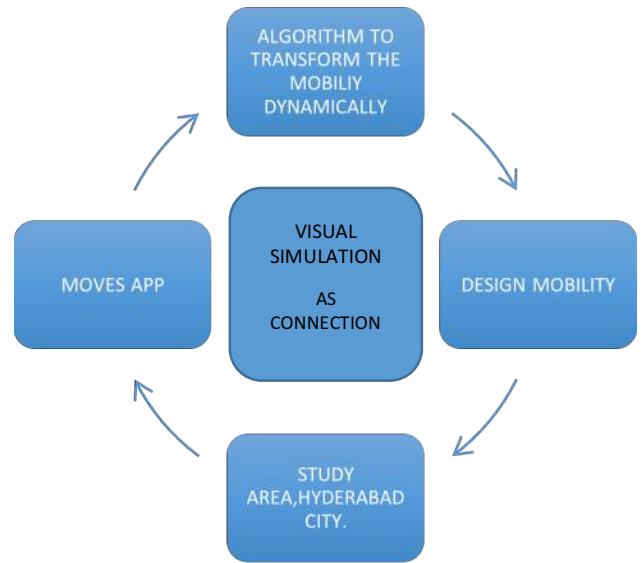 ALGORITHM TO
TRANSFORM THE
MOBILIY
DYNAMICALLY
MOVES APP
VISUAL
SIMULATION
AS
CONNECTION
DESIGN MOBILITY
STUDY
AREA,HYDERABAD
CITY.